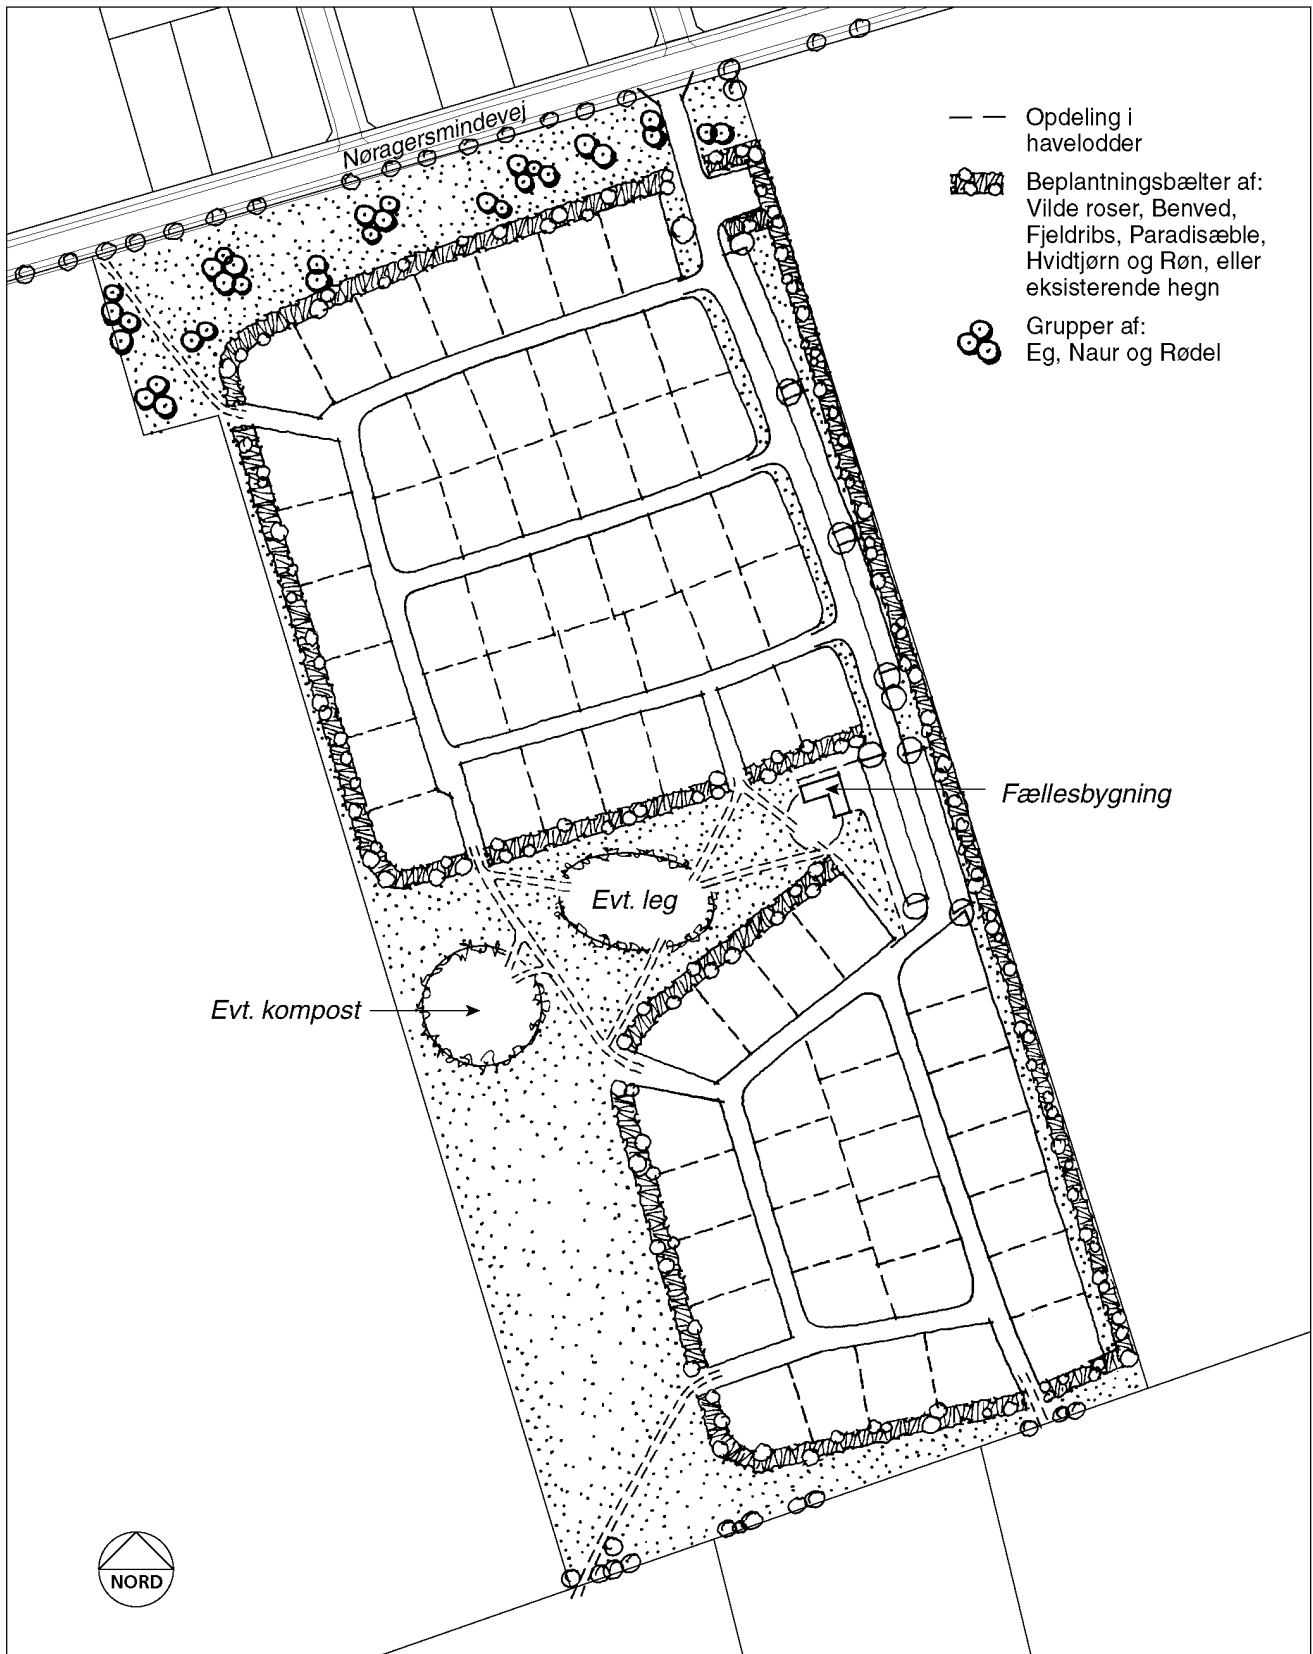 Nøragersmindevej
Opdeling i
havelodder
Beplantningsbælter af:
Vilde roser, Benved,
Fjeldribs, Paradisæble,
Hvidtjørn og Røn, eller
eksisterende hegn
Grupper af:
Eg, Naur og Rødel
Fællesbygning
Evt. leg
Evt. kompost
NORD